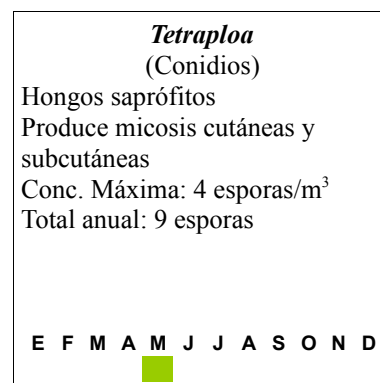 Tetraploa
(Conidios)
Hongos saprófitos
Produce micosis cutáneas y
subcutáneas
Conc. Máxima: 4 esporas/m³
Total anual: 9 esporas
E F M A M J J A S O N D